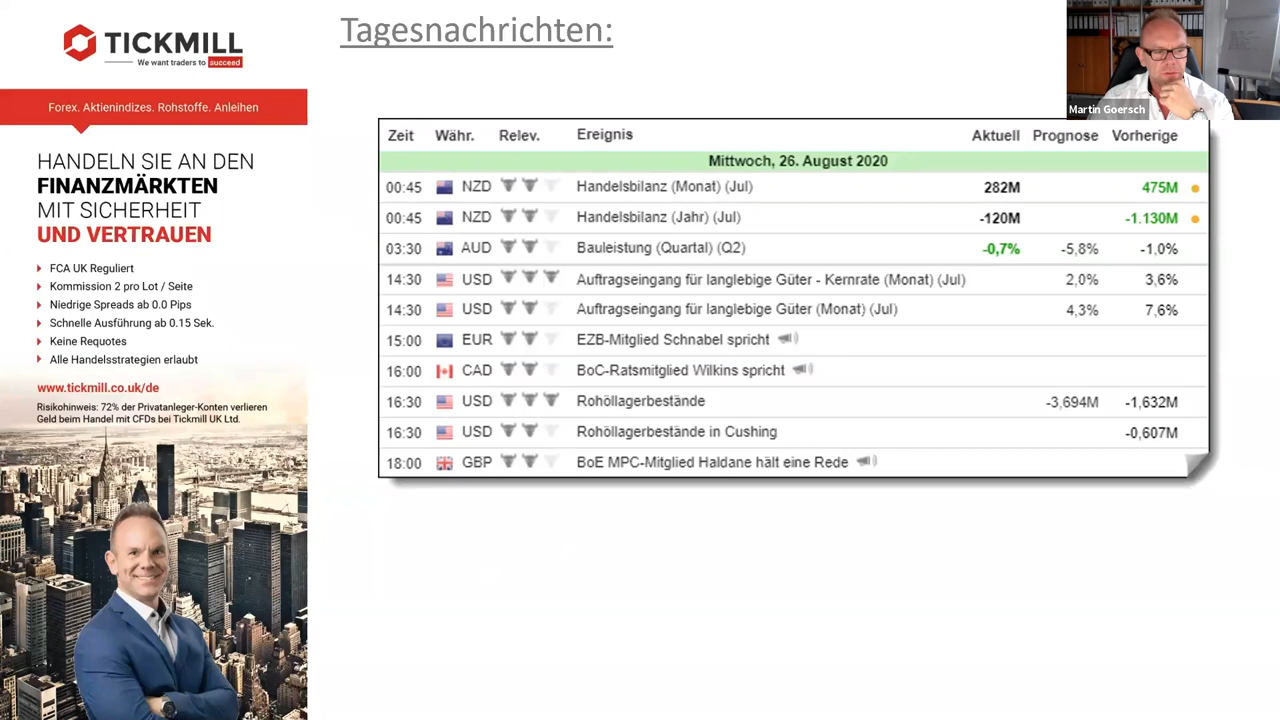 TICKMILL
We want traders to succeed
Forex. Aktienindizes. Rohstoffe. Anleihen
HANDELN SIE AN DEN
FINANZMÄRKTEN
MIT SICHERHEIT
UND VERTRAUEN
FCA UK Reguliert
Kommission 2 pro Lot / Seite
Niedrige Spreads ab 0.0 Pips
Schnelle Ausführung ab 0.15 Sek.
Keine Requotes
Alle Handelsstrategien erlaubt
www.tickmill.co.uk/de
Risikohinweis: 72% der Privatanleger-Konten verlieren
Geld beim Handel mit CFDs bei Tickmill UK Ltd.
Tagesnachrichten:
Martin Goersch
Zeit Währ. Relev. Ereignis Aktuell Prognose Vorherige
Mittwoch, 26. August 2020
00:45 NZD Handelsbilanz (Monat) (Jul) 282M 475M
00:45 NZD Handelsbilanz (Jahr) (Jul) -120M -1.130M
03:30 AUD Bauleistung (Quartal) (Q2) -0,7% -5,8% -1,0%
14:30 USD Auftragseingang für langlebige Güter - Kernrate (Monat) (Jul) 2,0% 3,6%
14:30 USD Auftragseingang für langlebige Güter (Monat) (Jul) 4,3% 7,6%
15:00 EUR EZB-Mitglied Schnabel spricht
16:00 CAD BoC-Ratsmitglied Wilkins spricht
16:30 USD Rohöllagerbestände -3,694M -1,632M
16:30 USD Rohöllagerbestände in Cushing -0,607M
18:00 GBP BoE MPC-Mitglied Haldane hält eine Rede